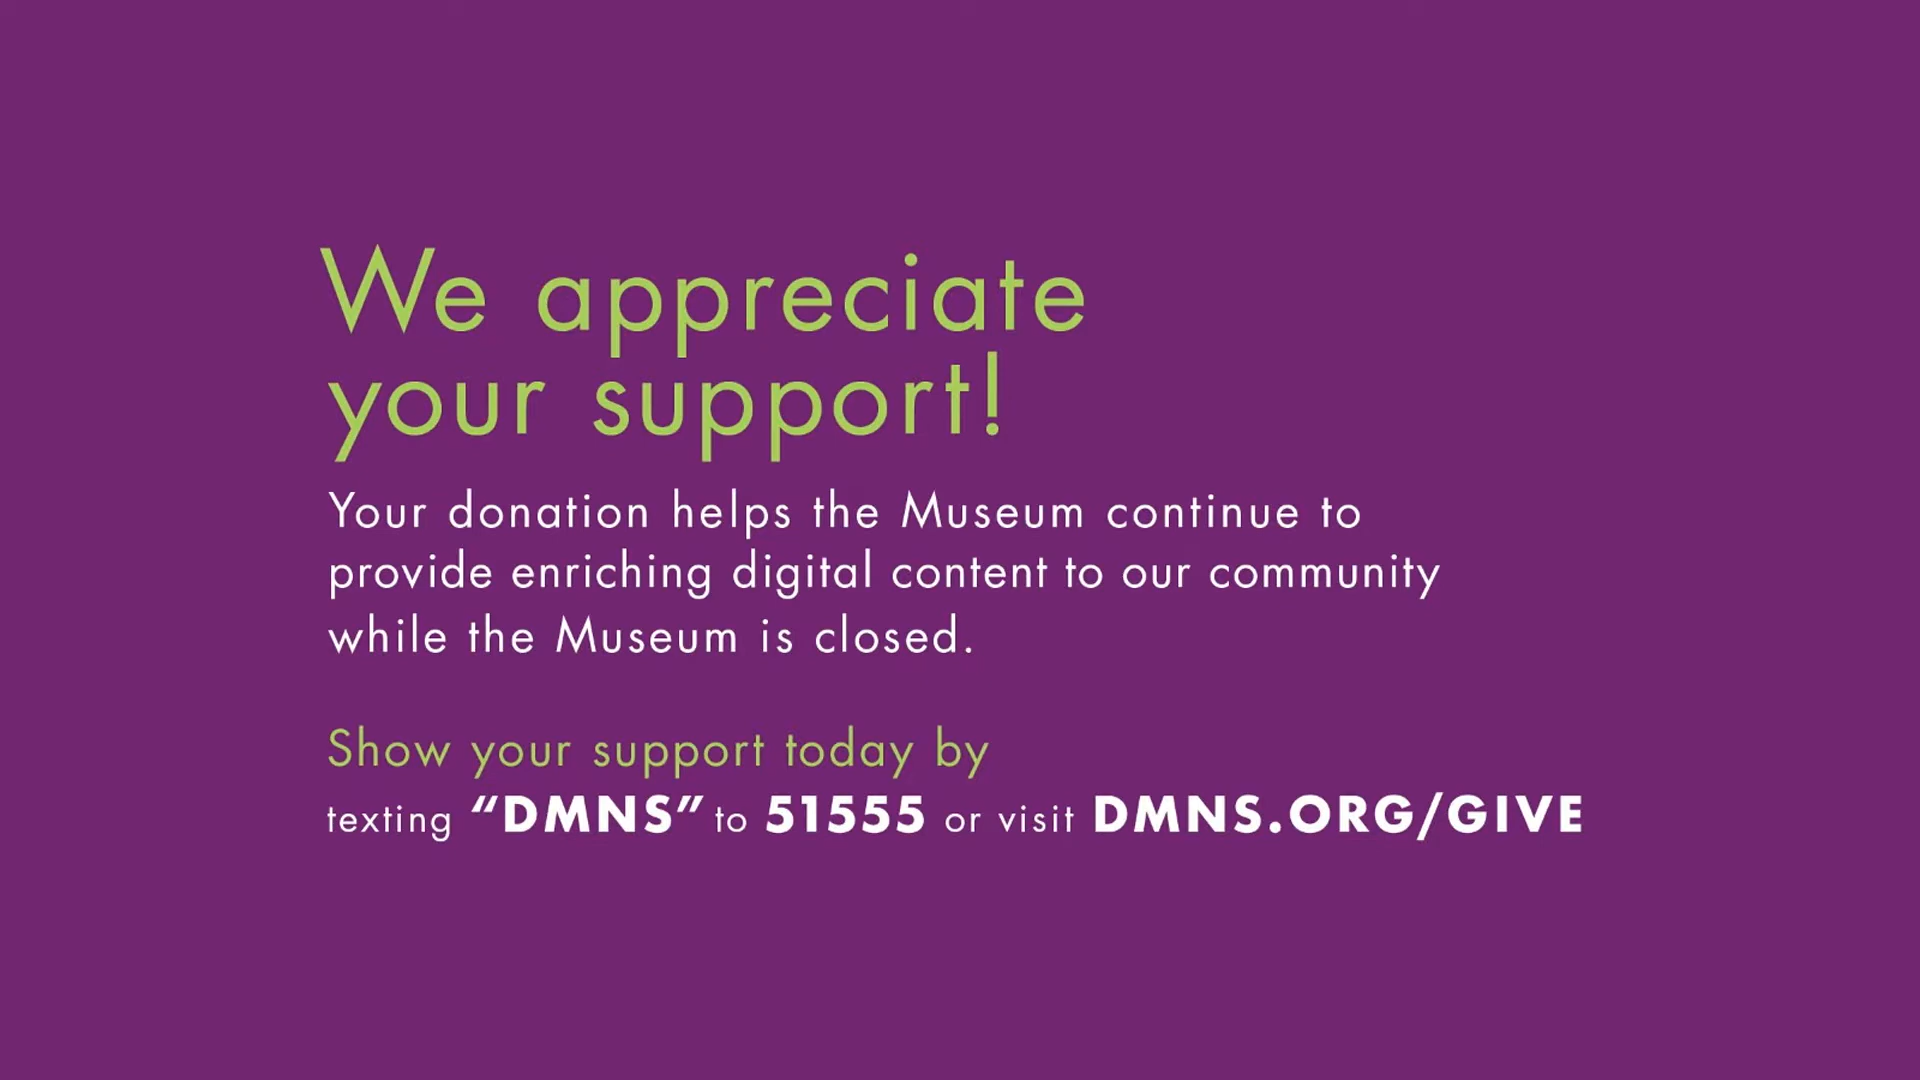 We appreciate
your support!
Your donation helps the Museum continue to
provide enriching digital content to our community
while the Museum is closed.
Show your support today by
texting “DMNS” to 51555 or visit DMNS.ORG/GIVE